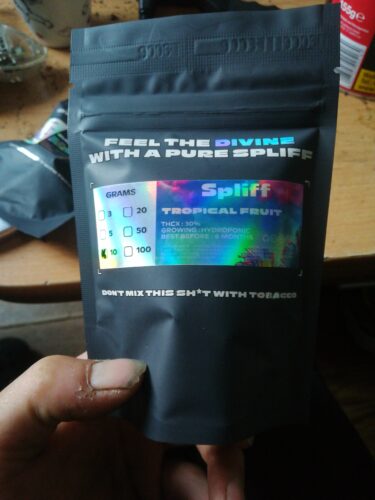 FEEL THE DIVINE
WITH A PURE SPLIFF
GRAMS
3 20
5 50
10 100
Spliff
TROPICAL FRUIT
THCX : 30%
GROWING : HYDROPONIC
BEST BEFORE : 6 MONTHS
DON'T MIX THIS SH*T WITH TOBACCO
155g